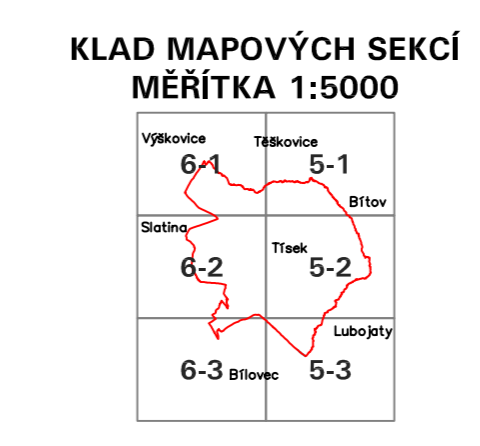 KLAD MAPOVÝCH SEKCÍ
MĚŘÍTKA 1:5000
Výškovice
Těškovice
6-1
5-1
Bítov
Slatina
Tísek
6-2
5-2
Lubojaty
6-3
Bílovec
5-3